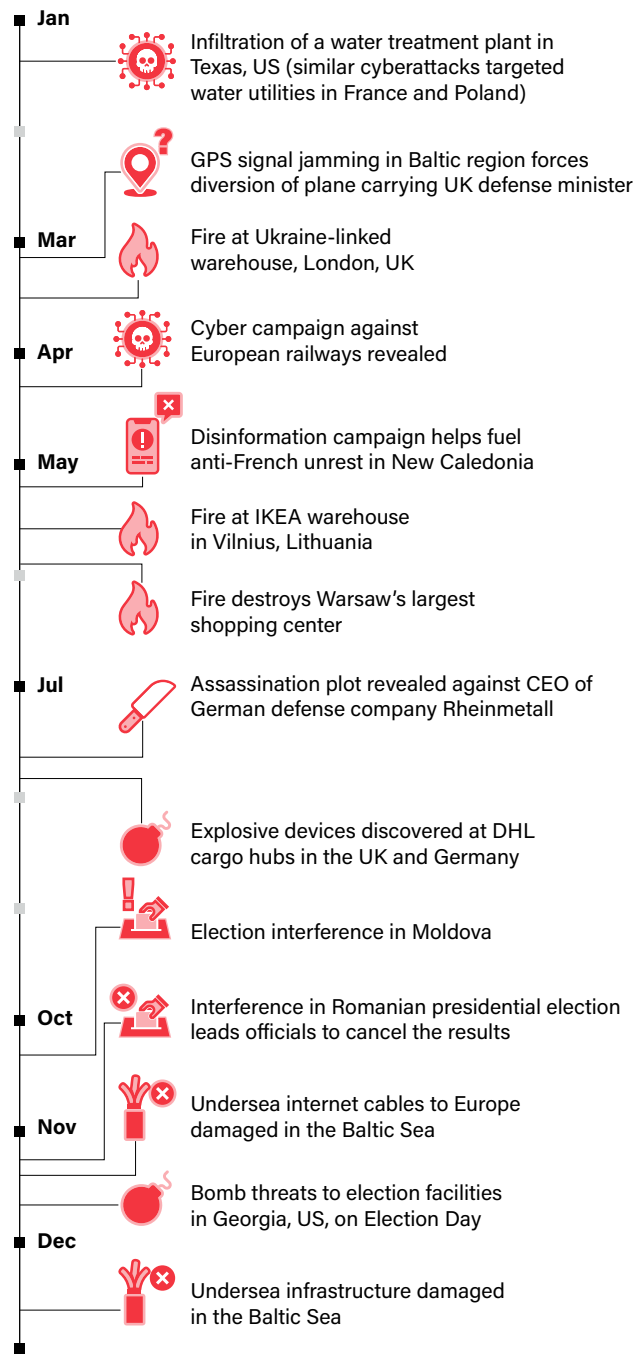 Jan
Infiltration of a water treatment plant in
Texas, US (similar cyberattacks targeted
water utilities in France and Poland)
?
GPS signal jamming in Baltic region forces
diversion of plane carrying UK defense minister
Mar
Fire at Ukraine-linked
warehouse, London, UK
Cyber campaign against
European railways revealed
Apr
Disinformation campaign helps fuel
anti-French unrest in New Caledonia
May
Fire at IKEA warehouse
in Vilnius, Lithuania
Fire destroys Warsaw’s largest
shopping center
Jul
Assassination plot revealed against CEO of
German defense company Rheinmetall
Explosive devices discovered at DHL
cargo hubs in the UK and Germany
!
Election interference in Moldova
Oct
Interference in Romanian presidential election
leads officials to cancel the results
Nov
Undersea internet cables to Europe
damaged in the Baltic Sea
Bomb threats to election facilities
in Georgia, US, on Election Day
Dec
Undersea infrastructure damaged
in the Baltic Sea